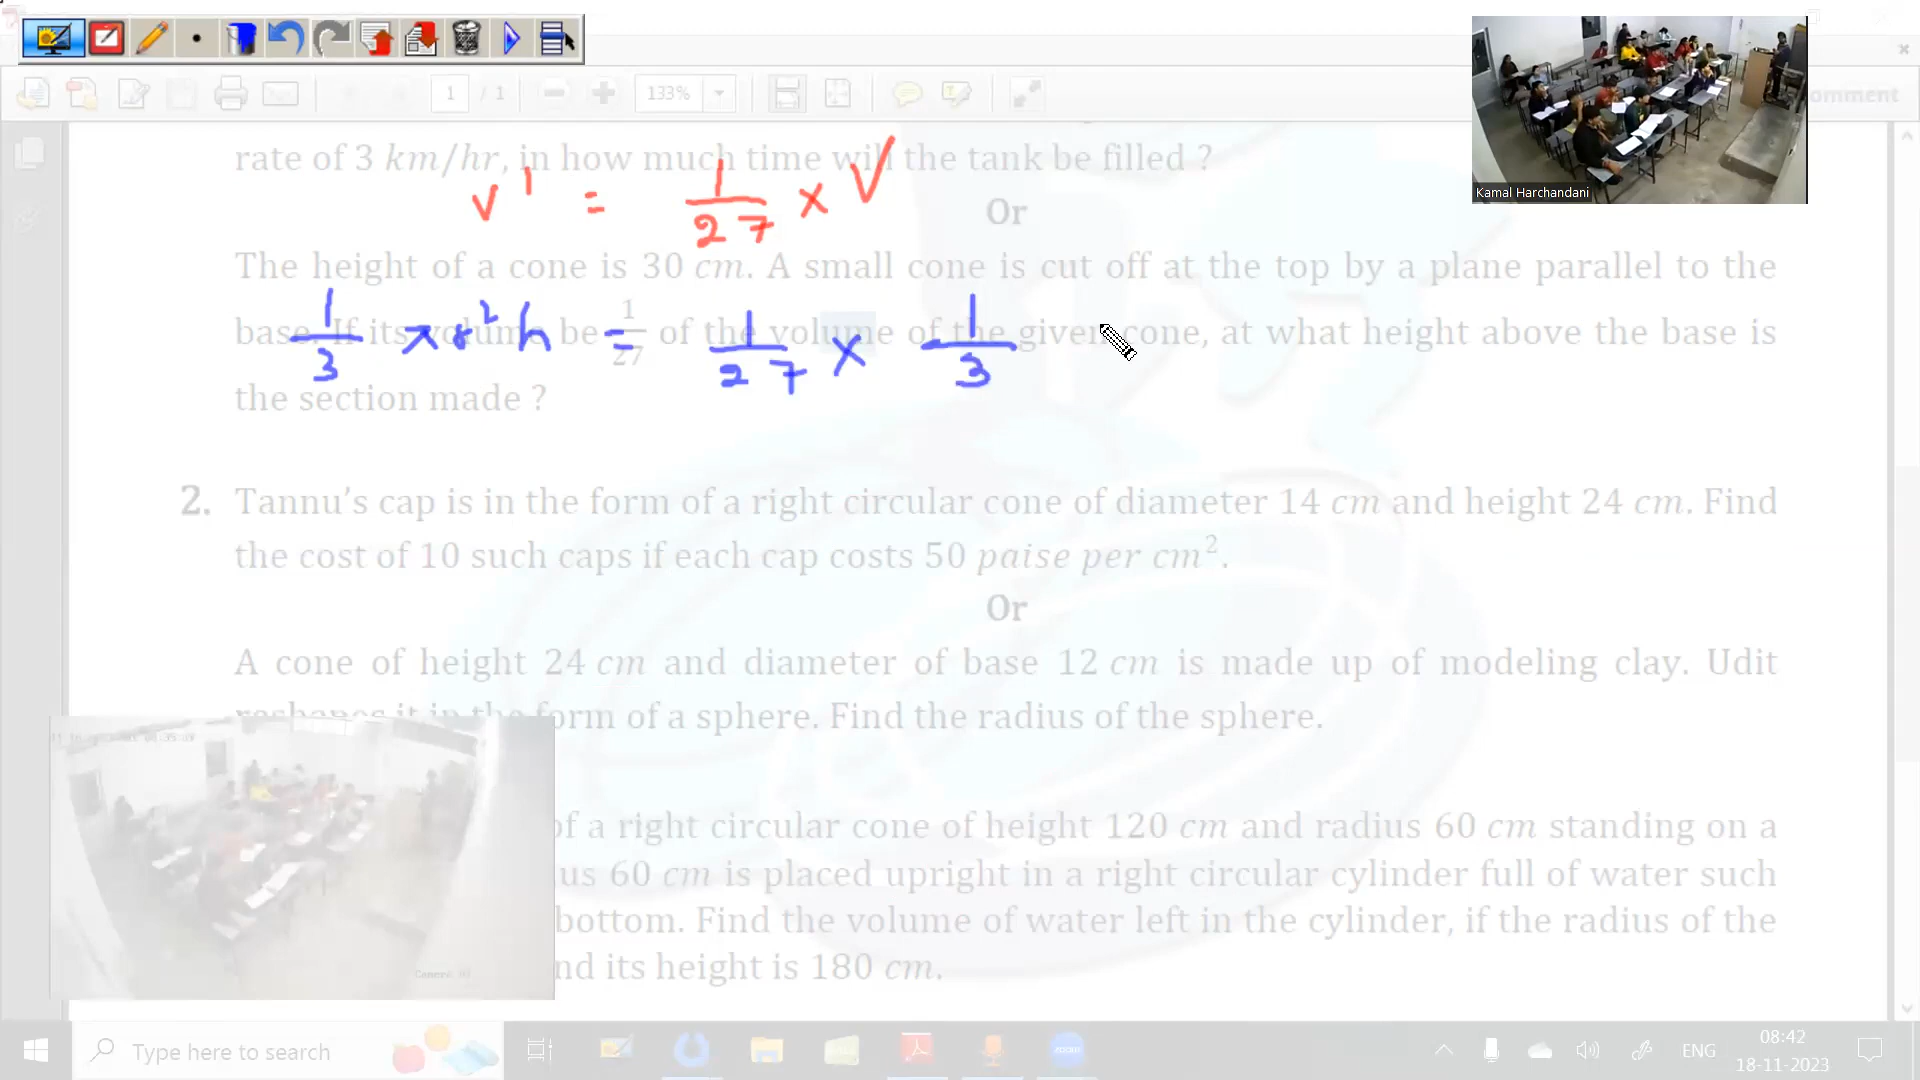 Kamal Harchandani
1 / 1
133%
omment
rate of 3 km/hr, in how much time will the tank be filled ?
v' = 1/27 × V
Or
The height of a cone is 30 cm. A small cone is cut off at the top by a plane parallel to the
base. If its volume be 1/27 of the volume of the given cone, at what height above the base is
1/3 πr²h = 1/27 × 1/3
the section made ?
2. Tannu’s cap is in the form of a right circular cone of diameter 14 cm and height 24 cm. Find
the cost of 10 such caps if each cap costs 50 paise per cm².
Or
A cone of height 24 cm and diameter of base 12 cm is made up of modeling clay. Udit
reshapes it in the form of a sphere. Find the radius of the sphere.
of a right circular cone of height 120 cm and radius 60 cm standing on a
us 60 cm is placed upright in a right circular cylinder full of water such
bottom. Find the volume of water left in the cylinder, if the radius of the
nd its height is 180 cm.
Type here to search
zoom
ENG
08:42
18-11-2023